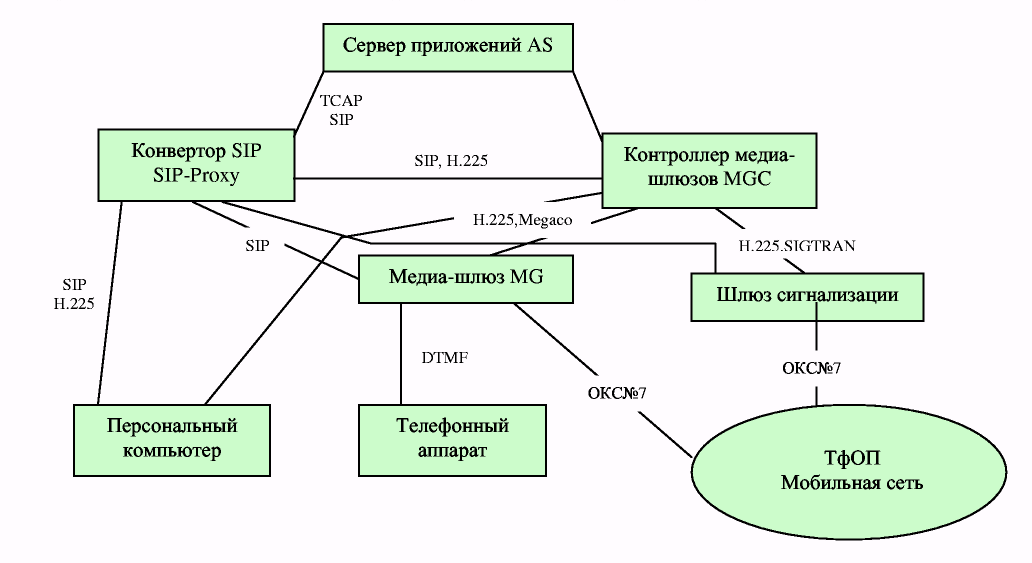 Сервер приложений AS
TCAP
SIP
Конвертор SIP
SIP-Proxy
SIP, H.225
Контроллер медиа-
шлюзов MGC
H.225,Megaco
SIP
H.225.SIGTRAN
Медиа-шлюз MG
SIP
H.225
Шлюз сигнализации
DTMF
ОКС№7
ОКС№7
Персональный
компьютер
Телефонный
аппарат
ТфОП
Мобильная сеть